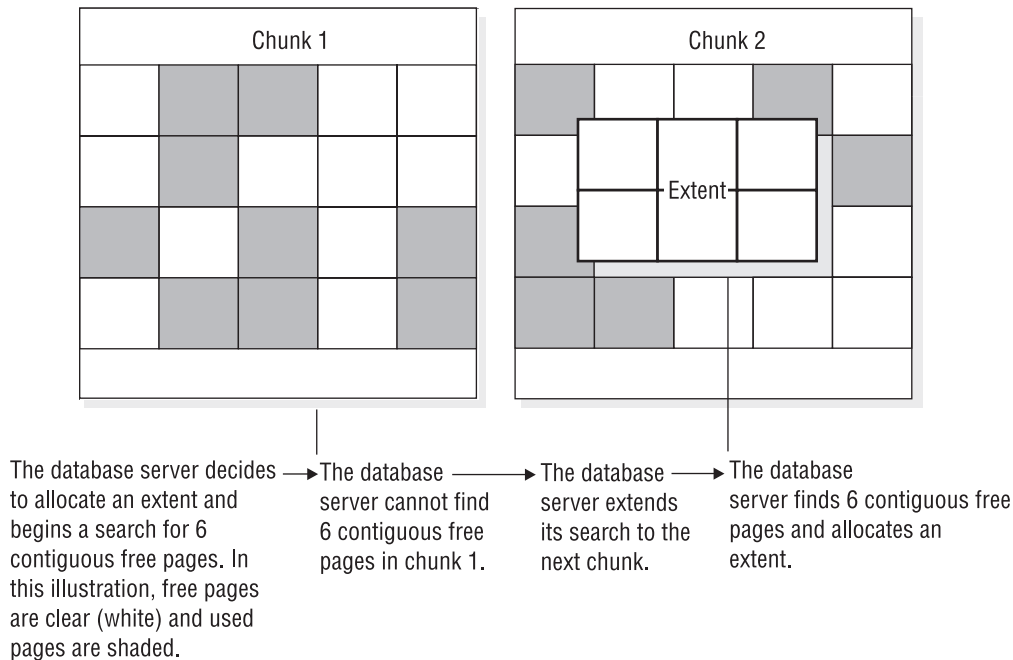 Chunk 1
Chunk 2
Extent
The database server decides
to allocate an extent and
begins a search for 6
contiguous free pages. In
this illustration, free pages
are clear (white) and used
pages are shaded.
The database
server cannot find
6 contiguous free
pages in chunk 1.
The database
server extends
its search to the
next chunk.
The database
server finds 6 contiguous free
pages and allocates an
extent.